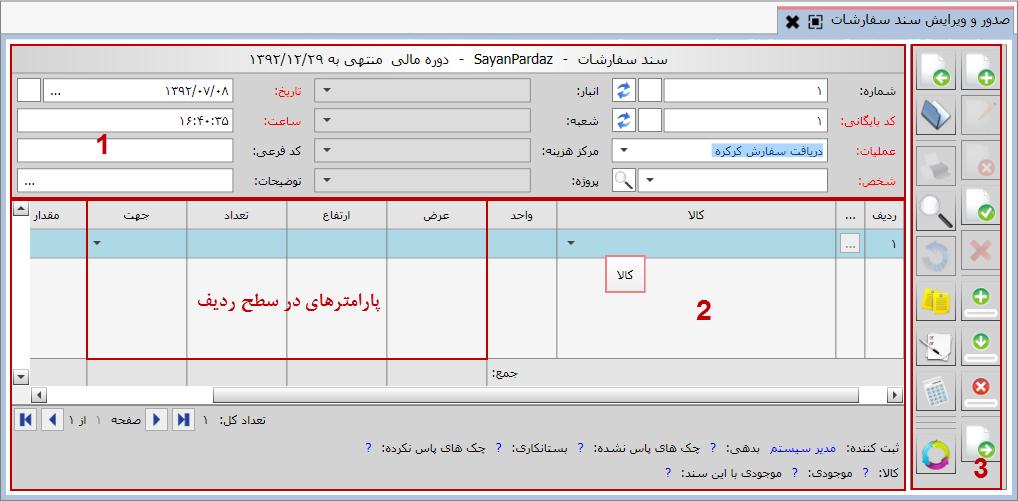 صدور و ویرایش سند سفارشات
سند سفارشات - SayanPardaz - دوره مالی منتهی به ۱۳۹۲/۱۲/۲۹
شماره: ۱ انبار: تاریخ: ۱۳۹۲/۰۷/۰۸ ...
کد بایگانی: ۱ شعبه: ساعت: ۱۶:۴۰:۳۵
عملیات: دریافت سفارش کرکره مرکز هزینه: کد فرعی:
شخص: پروژه: توضیحات: ...
1
ردیف ... کالا واحد عرض ارتفاع تعداد جهت مقدار
۱ ...
کالا
پارامترهای در سطح ردیف
2
جمع:
تعداد کل: ۱ صفحه ۱ از ۱
ثبت کننده: مدیر سیستم بدهی: ? چک های پاس نشده: ? بستانکاری: ? چک های پاس نکرده: ?
کالا: ? موجودی: ? موجودی با این سند: ?
3